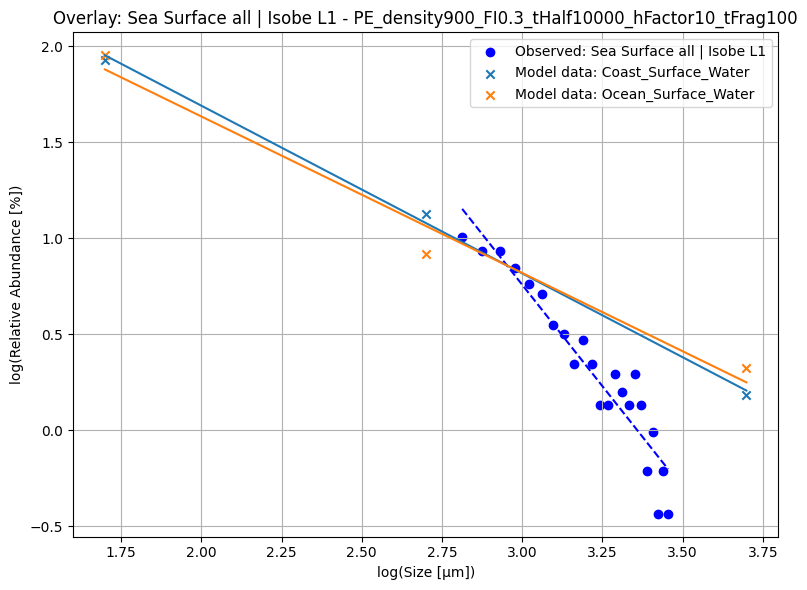 Overlay: Sea Surface all | Isobe L1 - PE_density900_FI0.3_tHalf10000_hFactor10_tFrag100
Observed: Sea Surface all | Isobe L1
Model data: Coast_Surface_Water
Model data: Ocean_Surface_Water
log(Relative Abundance [%])
2.0
1.5
1.0
0.5
0.0
−0.5
1.75 2.00 2.25 2.50 2.75 3.00 3.25 3.50 3.75
log(Size [µm])